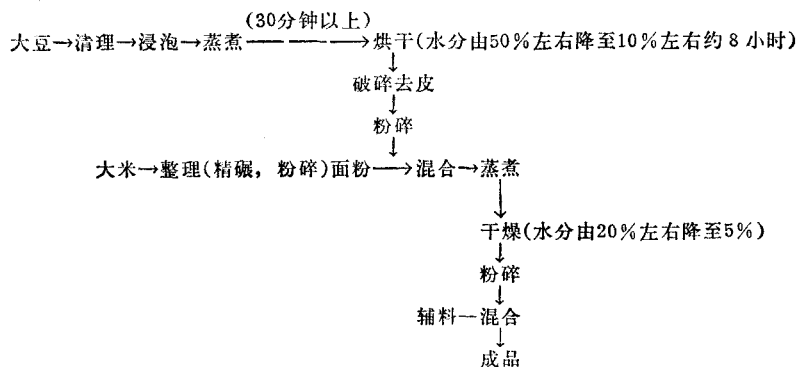 (30分钟以上)
大豆→清理→浸泡→蒸煮———→烘干(水分由50%左右降至10%左右约8小时)
↓
破碎去皮
↓
粉碎
↓
大米→整理(精碾，粉碎)面粉—→混合→蒸煮
↓
干燥(水分由20%左右降至5%)
↓
粉碎
↓
辅料—混合
↓
成品